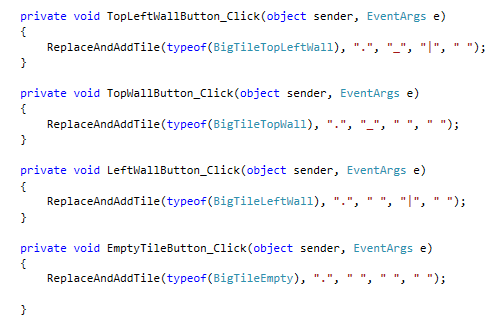 private void TopLeftWallButton_Click(object sender, EventArgs e)
{
    ReplaceAndAddTile(typeof(BigTileTopLeftWall), ".", "_", "|", " ");
}
private void TopWallButton_Click(object sender, EventArgs e)
{
    ReplaceAndAddTile(typeof(BigTileTopWall), ".", "_", " ", " ");
}
private void LeftWallButton_Click(object sender, EventArgs e)
{
    ReplaceAndAddTile(typeof(BigTileLeftWall), ".", " ", "|", " ");
}
private void EmptyTileButton_Click(object sender, EventArgs e)
{
    ReplaceAndAddTile(typeof(BigTileEmpty), ".", " ", " ", " ");
}